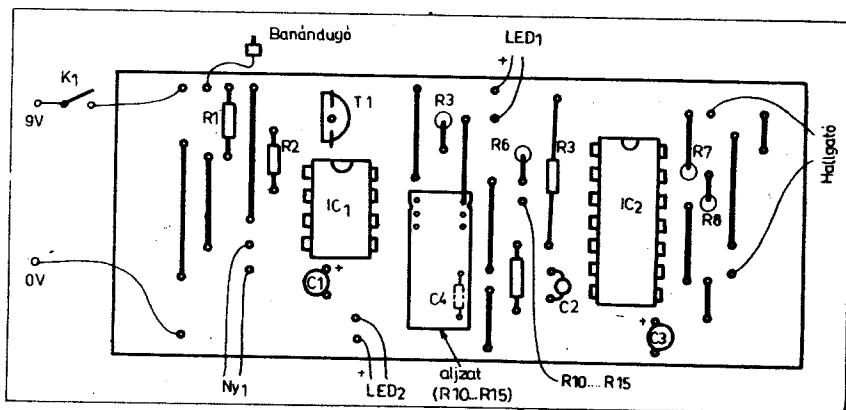 Banándugó
LED1
+
K1
9V
R1
T1
R3
R2
R6
R3
R7
Hallgató
IC1
IC2
R8
0V
+
C1
C4
C2
+
C3
Ny1
+
LED2
aljzat
(R10...R15)
R10....R15